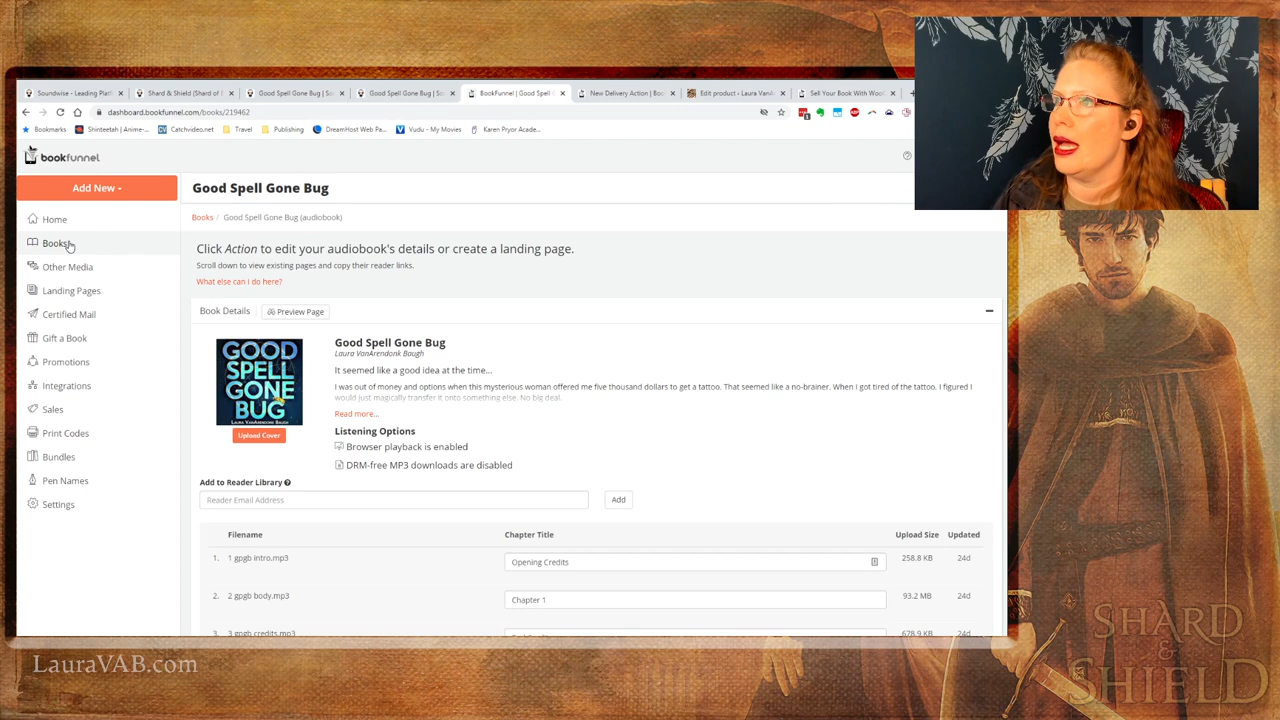 Soundwise - Leading Platf
Shard & Shield (Shard of
Good Spell Gone Bug | So
Good Spell Gone Bug | So
BookFunnel | Good Spell G
New Delivery Action | Boo
Edit product ‹ Laura VanAr
Sell Your Book With WooC
dashboard.bookfunnel.com/books/219462
Bookmarks
Shinteetah | Anime-...
Catchvideo.net
Travel
Publishing
DreamHost Web Pa...
Vudu - My Movies
Karen Pryor Acade...
bookfunnel
Add New
Home
Books
Other Media
Landing Pages
Certified Mail
Gift a Book
Promotions
Integrations
Sales
Print Codes
Bundles
Pen Names
Settings
Good Spell Gone Bug
Books / Good Spell Gone Bug (audiobook)
Click Action to edit your audiobook's details or create a landing page.
Scroll down to view existing pages and copy their reader links.
What else can I do here?
Book Details
Preview Page
GOOD
SPELL
GONE
BUG
LAURA VANARENDONK BAUGH
Upload Cover
Good Spell Gone Bug
Laura VanArendonk Baugh
It seemed like a good idea at the time...
I was out of money and options when this mysterious woman offered me five thousand dollars to get a tattoo. That seemed like a no-brainer. When I got tired of the tattoo, I figured I
would just magically transfer it onto something else. No big deal.
Read more...
Listening Options
Browser playback is enabled
DRM-free MP3 downloads are disabled
Add to Reader Library
Reader Email Address
Add
Filename Chapter Title Upload Size Updated
1. 1 gpgb intro.mp3 Opening Credits 258.8 KB 24d
2. 2 gpgb body.mp3 Chapter 1 93.2 MB 24d
3. 3 gpgb credits.mp3 678.9 KB 24d
LauraVAB.com
SHARD
&
SHIELD